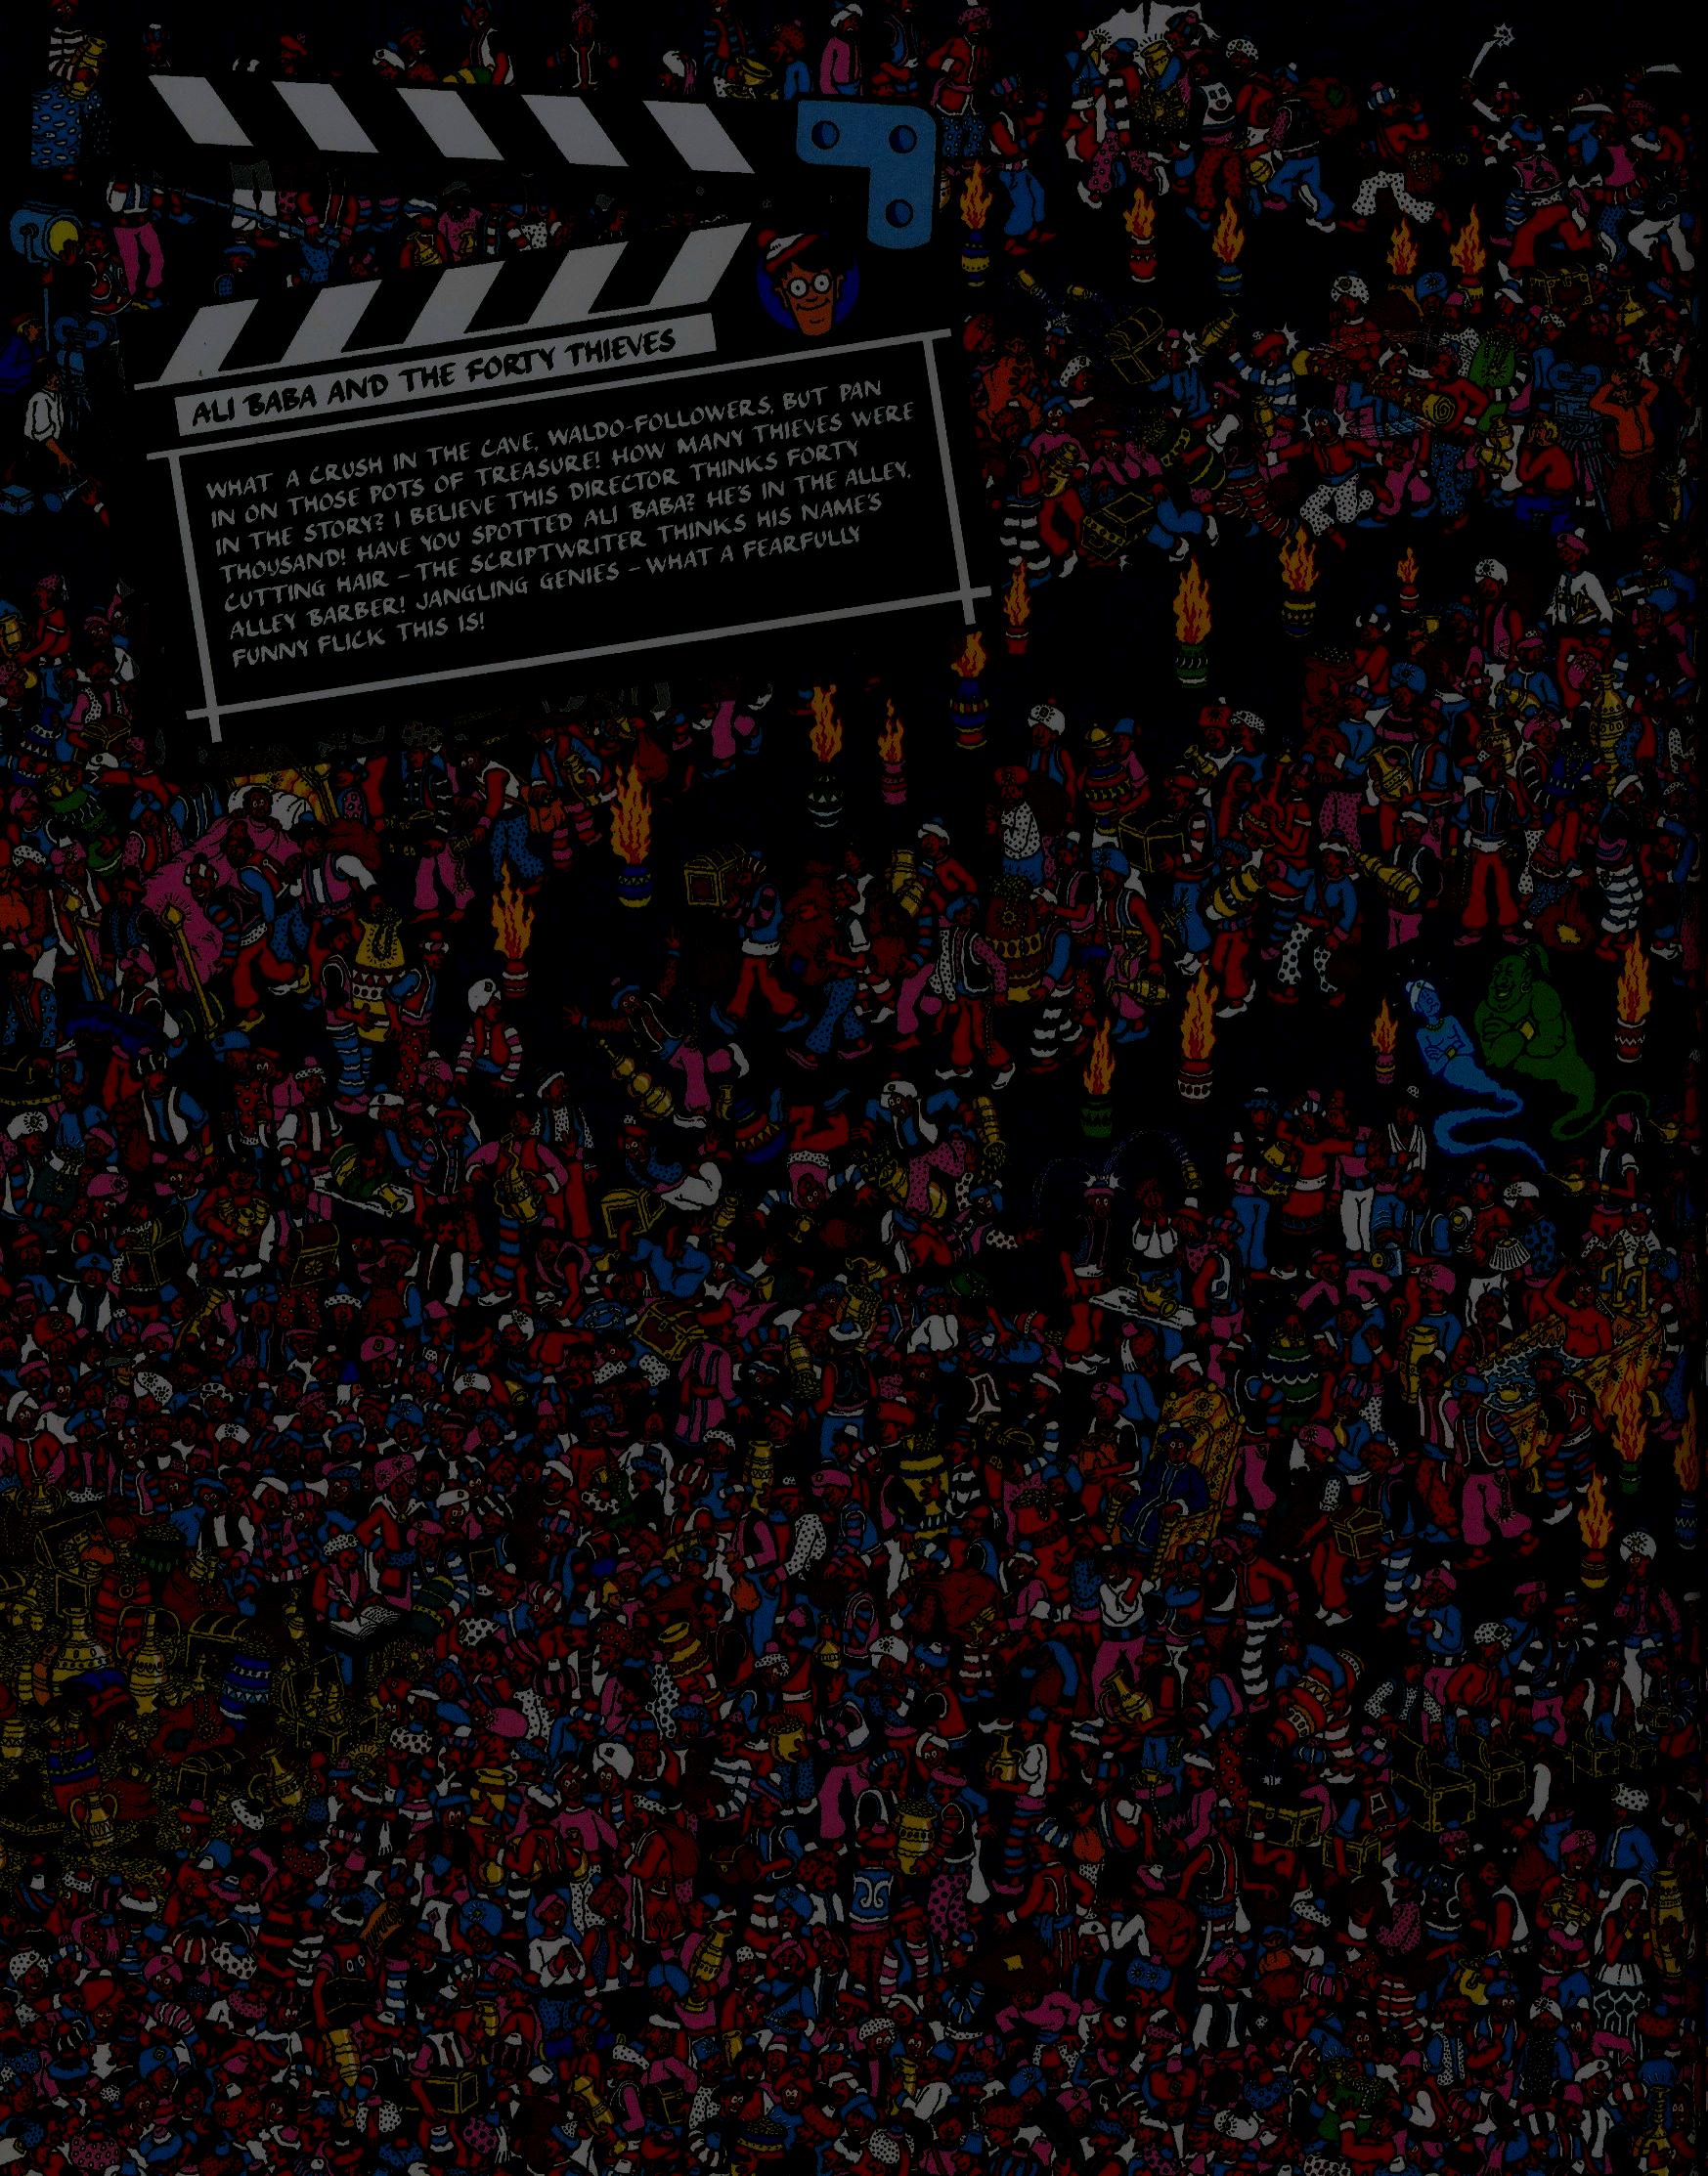 ALI BABA AND THE FORTY THIEVES
WHAT A CRUSH IN THE CAVE, WALDO-FOLLOWERS, BUT PAN
IN ON THOSE POTS OF TREASURE! HOW MANY THIEVES WERE
IN THE STORY? I BELIEVE THIS DIRECTOR THINKS FORTY
THOUSAND! HAVE YOU SPOTTED ALI BABA? HE'S IN THE ALLEY,
CUTTING HAIR – THE SCRIPTWRITER THINKS HIS NAME'S
ALLEY BARBER! JANGLING GENIES – WHAT A FEARFULLY
FUNNY FLICK THIS IS!